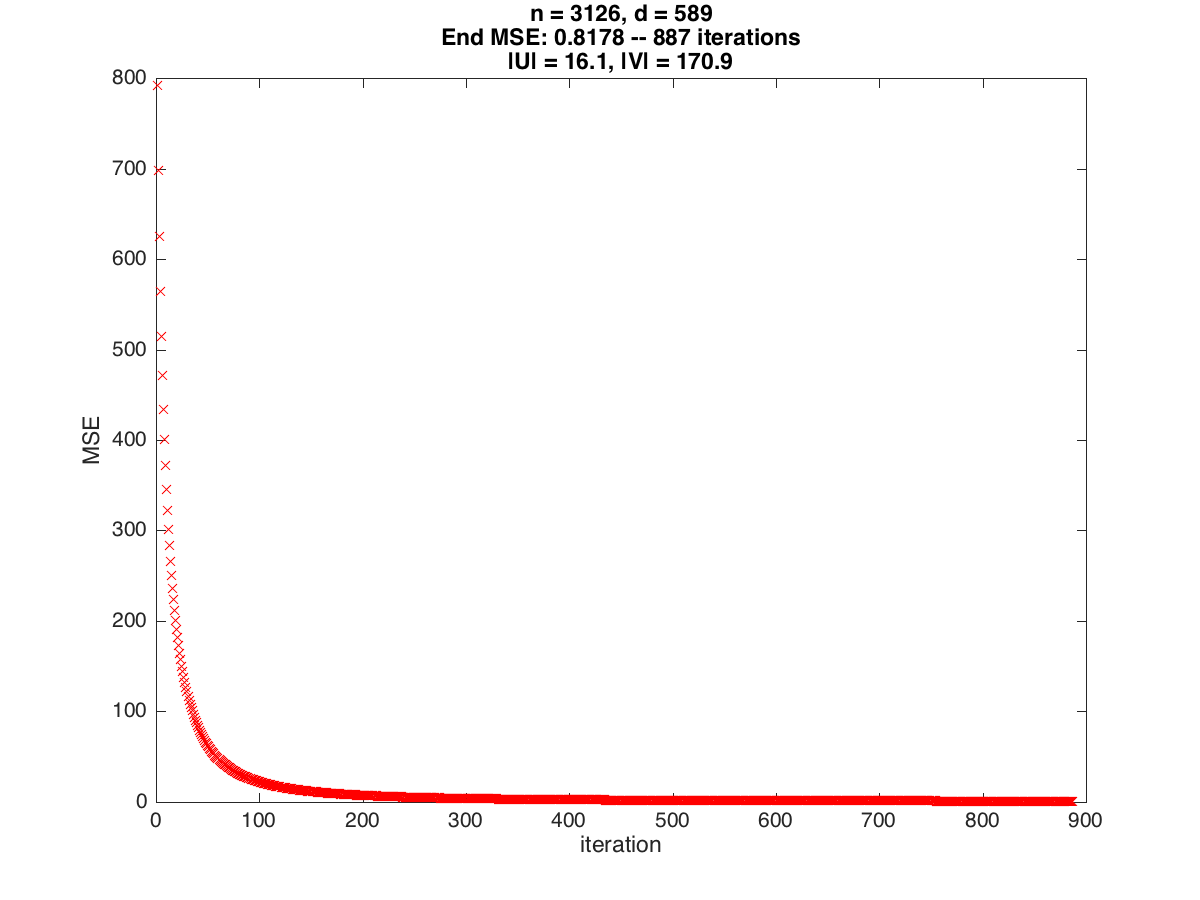 n = 3126, d = 589
End MSE: 0.8178 -- 887 iterations
|U| = 16.1, |V| = 170.9
800
700
600
500
400
300
200
100
0
MSE
0 100 200 300 400 500 600 700 800 900
iteration